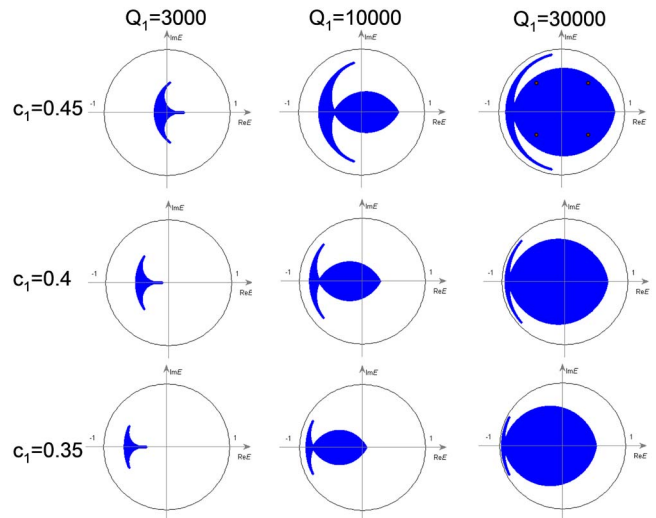 Q1=3000 Q1=10000 Q1=30000
ImE ImE ImE
c1=0.45 -1 1 -1 1 -1 1
ReE ReE ReE
ImE ImE ImE
c1=0.4 -1 1 -1 1 -1 1
ReE ReE ReE
ImE ImE ImE
c1=0.35 -1 1 -1 1 -1 1
ReE ReE ReE